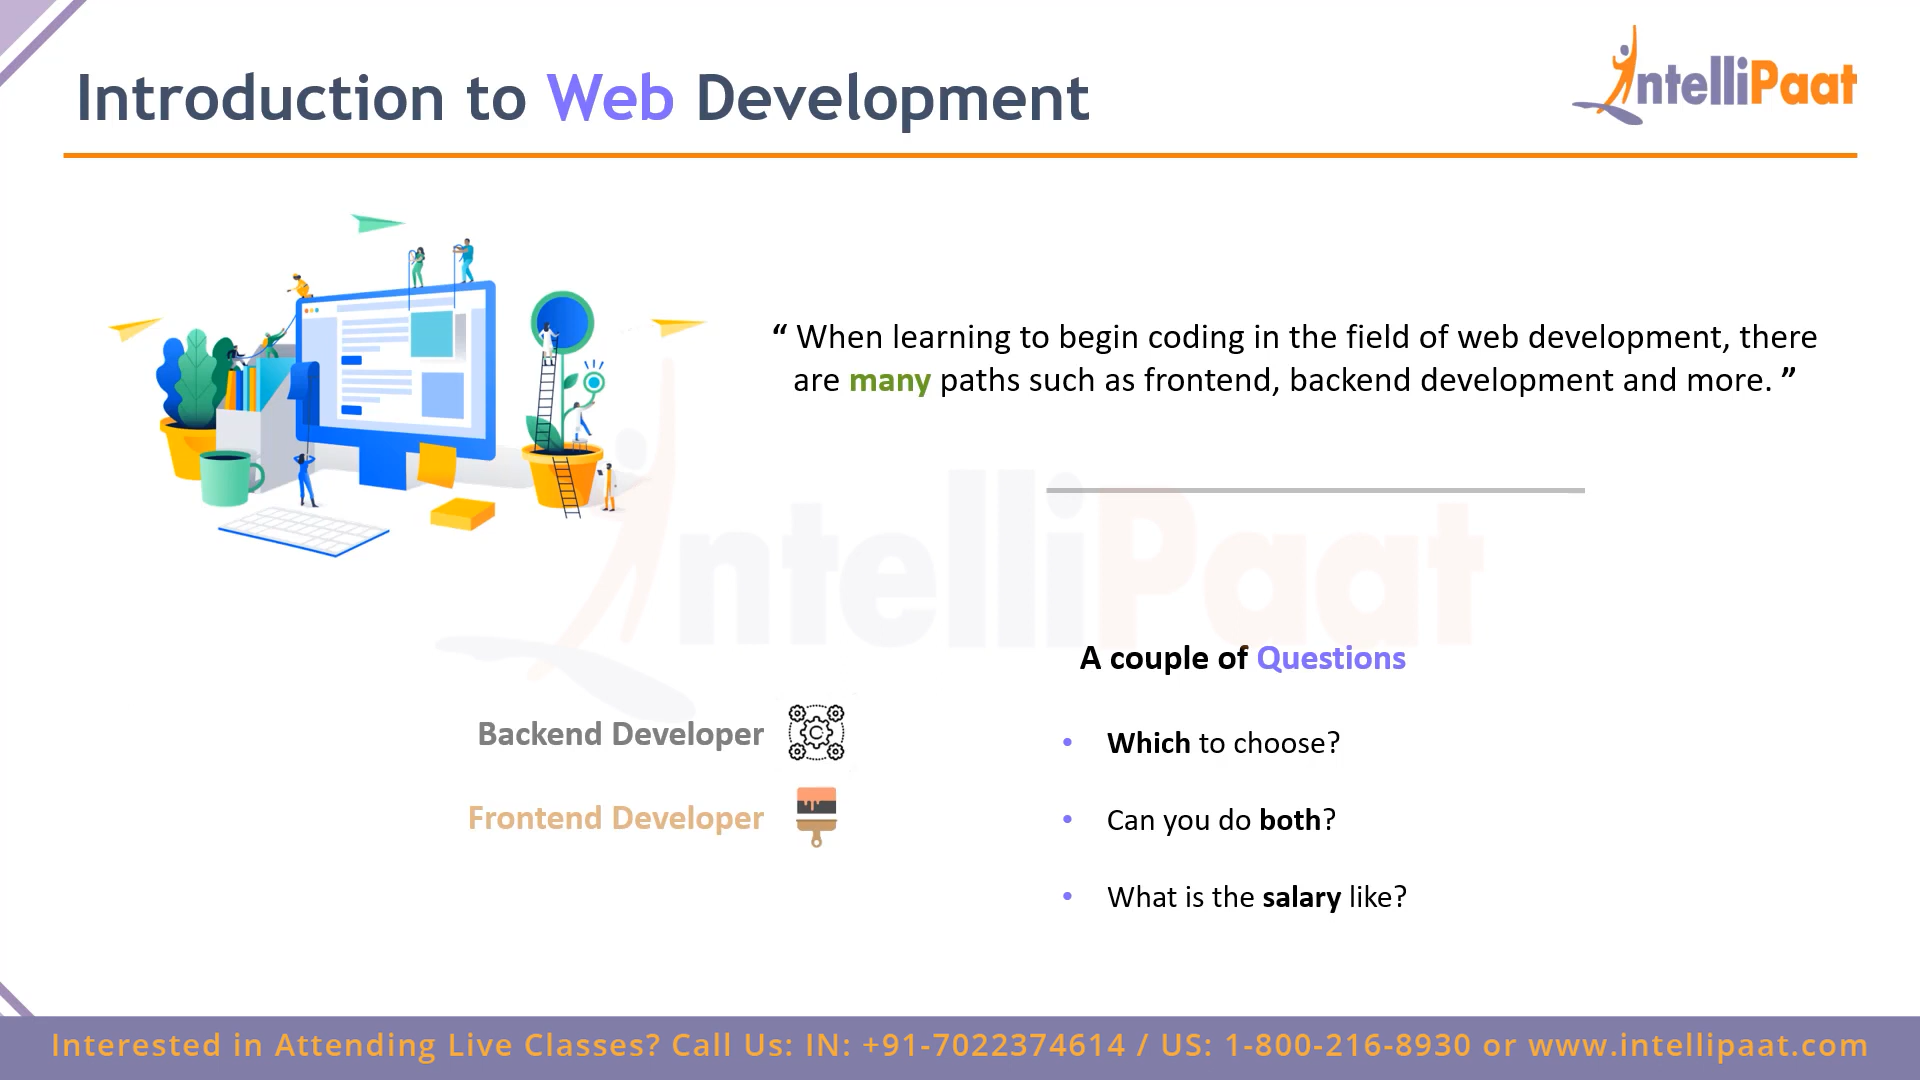 Introduction to Web Development
IntelliPaat
“ When learning to begin coding in the field of web development, there
are many paths such as frontend, backend development and more. ”
IntelliPaat
A couple of Questions
Backend Developer
Frontend Developer
• Which to choose?
• Can you do both?
• What is the salary like?
Interested in Attending Live Classes? Call Us: IN: +91-7022374614 / US: 1-800-216-8930 or www.intellipaat.com